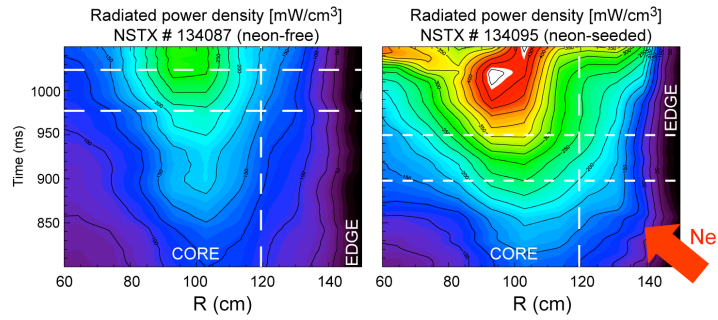 Radiated power density [mW/cm³]
NSTX # 134087 (neon-free)
Radiated power density [mW/cm³]
NSTX # 134095 (neon-seeded)
Time (ms)
1000
950
900
850
CORE
EDGE
60
80
100
120
140
R (cm)
CORE
EDGE
Ne
60
80
100
120
140
R (cm)